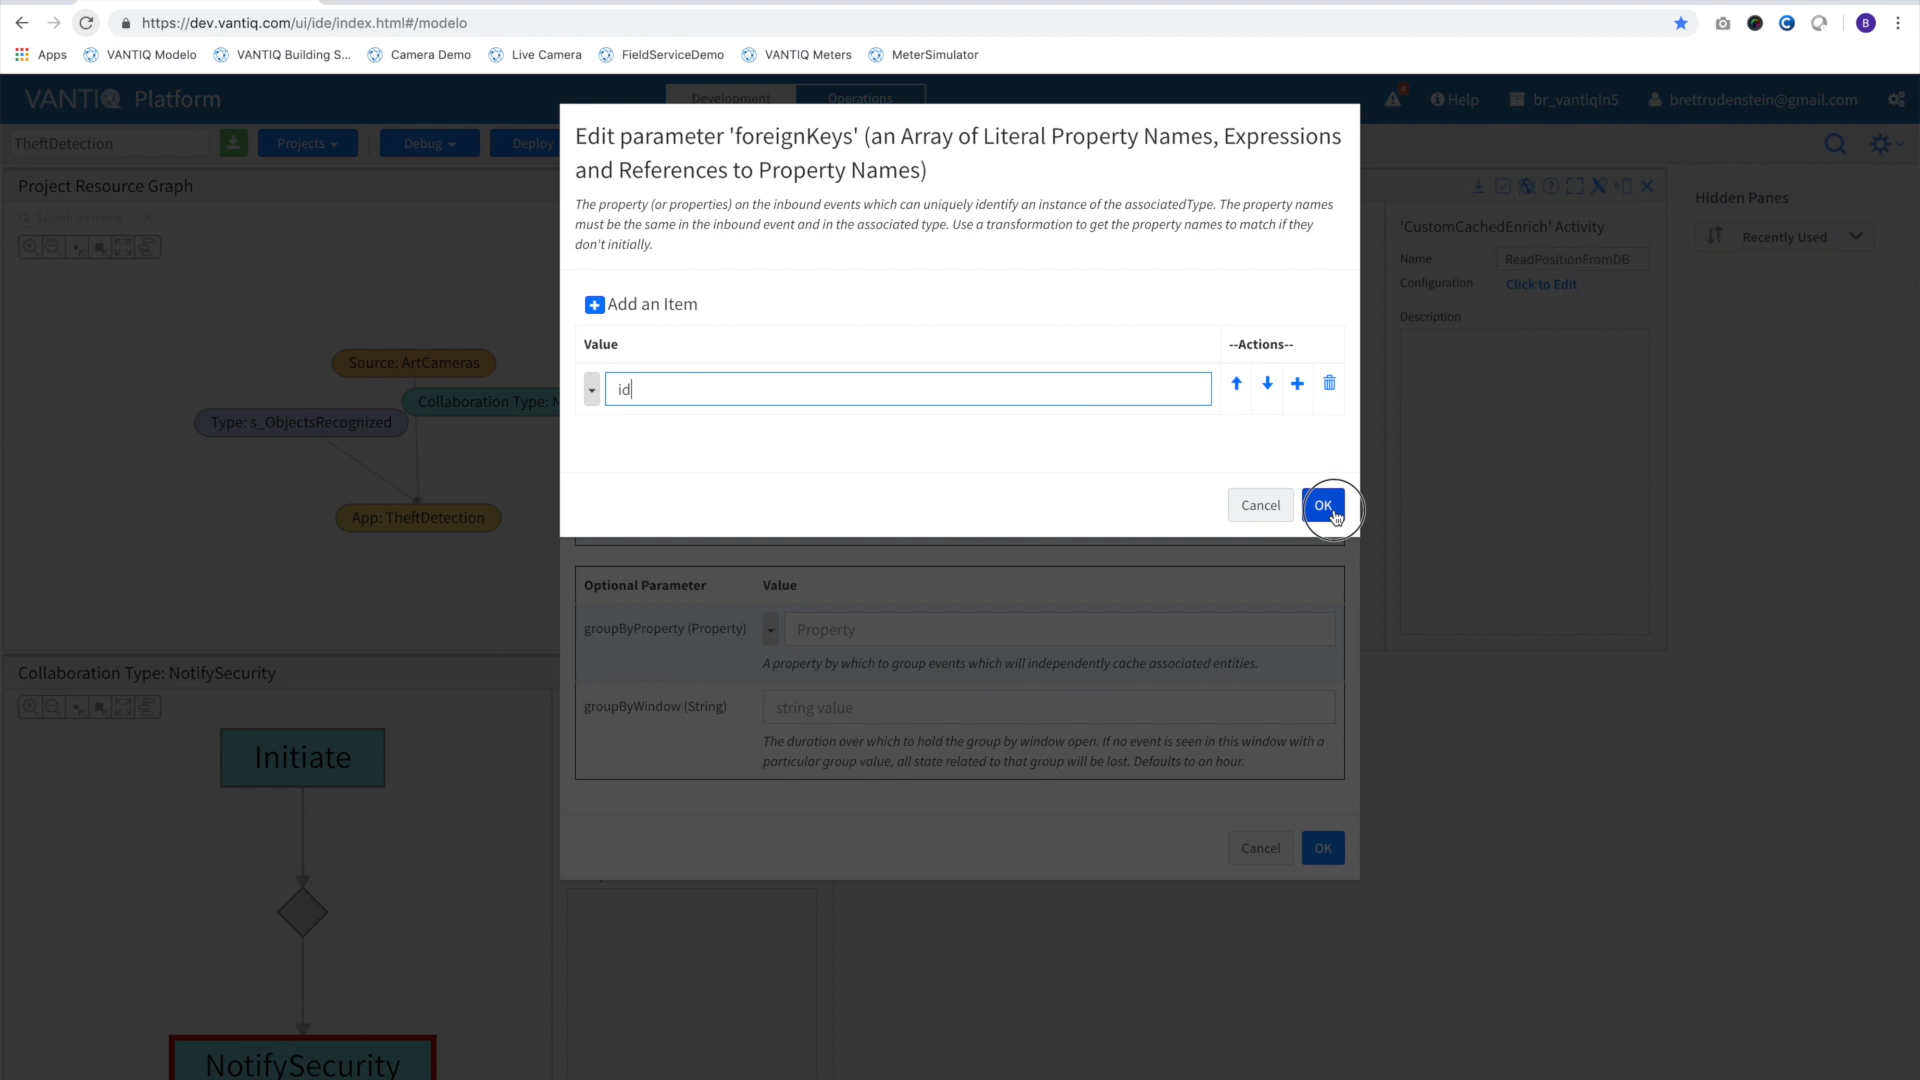 https://dev.vantiq.com/ui/ide/index.html#/modelo
B
Apps
VANTIQ Modelo
VANTIQ Building S...
Camera Demo
Live Camera
FieldServiceDemo
VANTIQ Meters
MeterSimulator
VANTIQ Platform
Development
Operations
Help
br_vantiqIn5
brettrudenstein@gmail.com
TheftDetection
Projects
Debug
Deploy
Project Resource Graph
Search by name
Source: ArtCameras
Collaboration Type: N
Type: s_ObjectsRecognized
App: TheftDetection
Collaboration Type: NotifySecurity
Initiate
NotifySecurity
Edit parameter 'foreignKeys' (an Array of Literal Property Names, Expressions
and References to Property Names)
The property (or properties) on the inbound events which can uniquely identify an instance of the associatedType. The property names
must be the same in the inbound event and in the associated type. Use a transformation to get the property names to match if they
don't initially.
Add an Item
Value
--Actions--
id
Cancel
OK
Optional Parameter
Value
groupByProperty (Property)
Property
A property by which to group events which will independently cache associated entities.
groupByWindow (String)
string value
The duration over which to hold the group by window open. If no event is seen in this window with a
particular group value, all state related to that group will be lost. Defaults to an hour.
Cancel
OK
'CustomCachedEnrich' Activity
Name
ReadPositionFromDB
Configuration
Click to Edit
Description
Hidden Panes
Recently Used